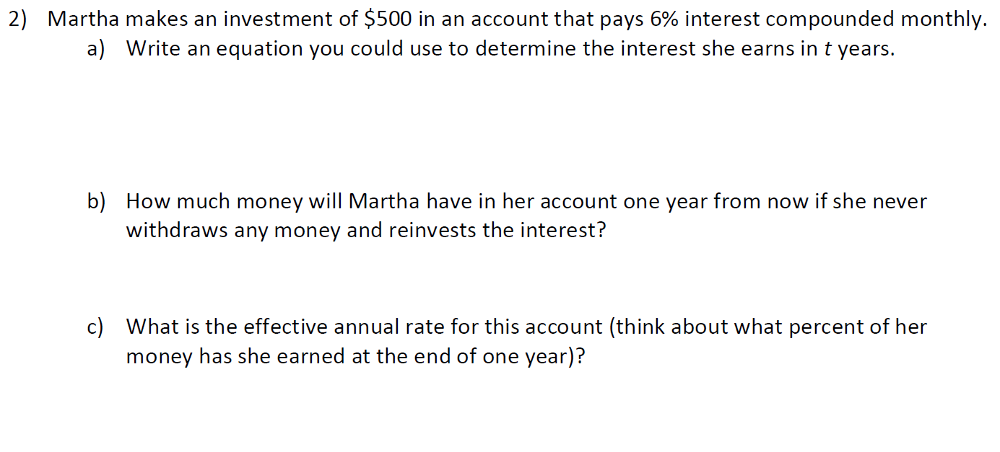 2) Martha makes an investment of $500 in an account that pays 6% interest compounded monthly.
a) Write an equation you could use to determine the interest she earns in t years.
b) How much money will Martha have in her account one year from now if she never
withdraws any money and reinvests the interest?
c) What is the effective annual rate for this account (think about what percent of her
money has she earned at the end of one year)?